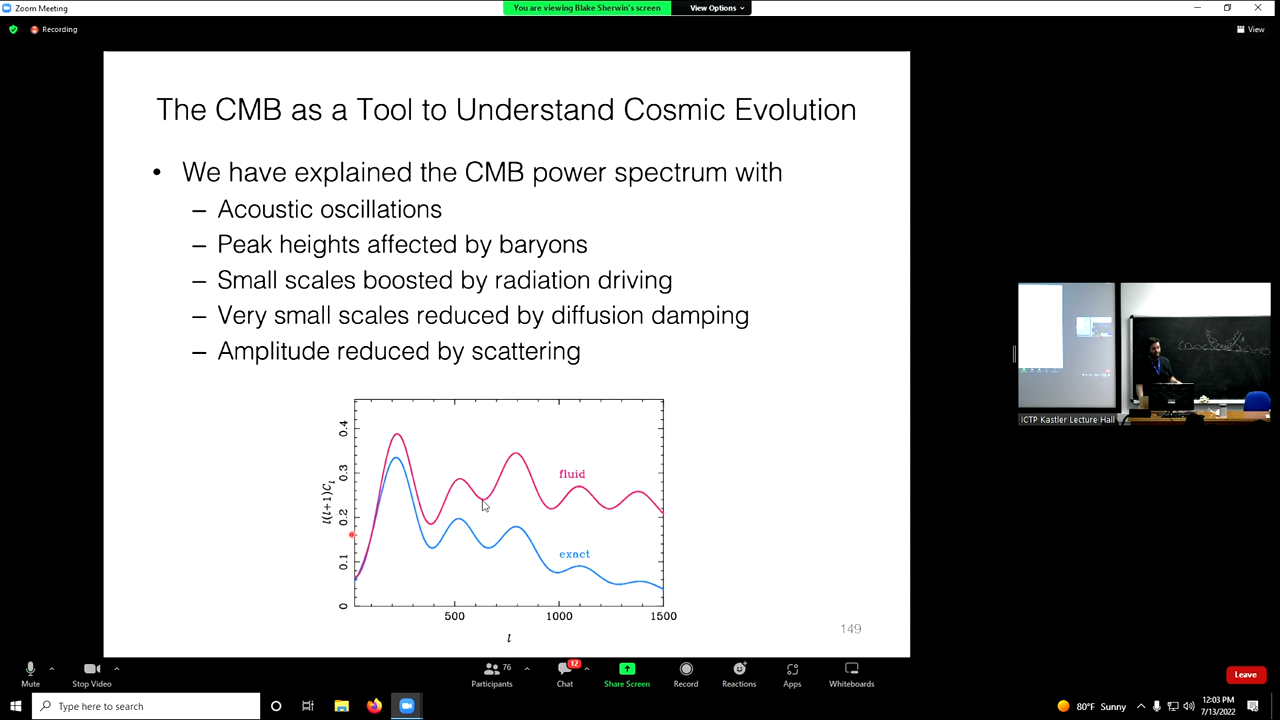 Zoom Meeting
You are viewing Blake Sherwin's screen
View Options
Recording
View
The CMB as a Tool to Understand Cosmic Evolution
• We have explained the CMB power spectrum with
– Acoustic oscillations
– Peak heights affected by baryons
– Small scales boosted by radiation driving
– Very small scales reduced by diffusion damping
– Amplitude reduced by scattering
l(l+1)Cl
0.4
0.3
0.2
0.1
0
fluid
exact
500
1000
1500
l
149
ICTP Kastler Lecture Hall
Mute
Stop Video
76
Participants
12
Chat
Share Screen
Record
Reactions
Apps
Whiteboards
Leave
Type here to search
80°F Sunny
12:03 PM
7/13/2022